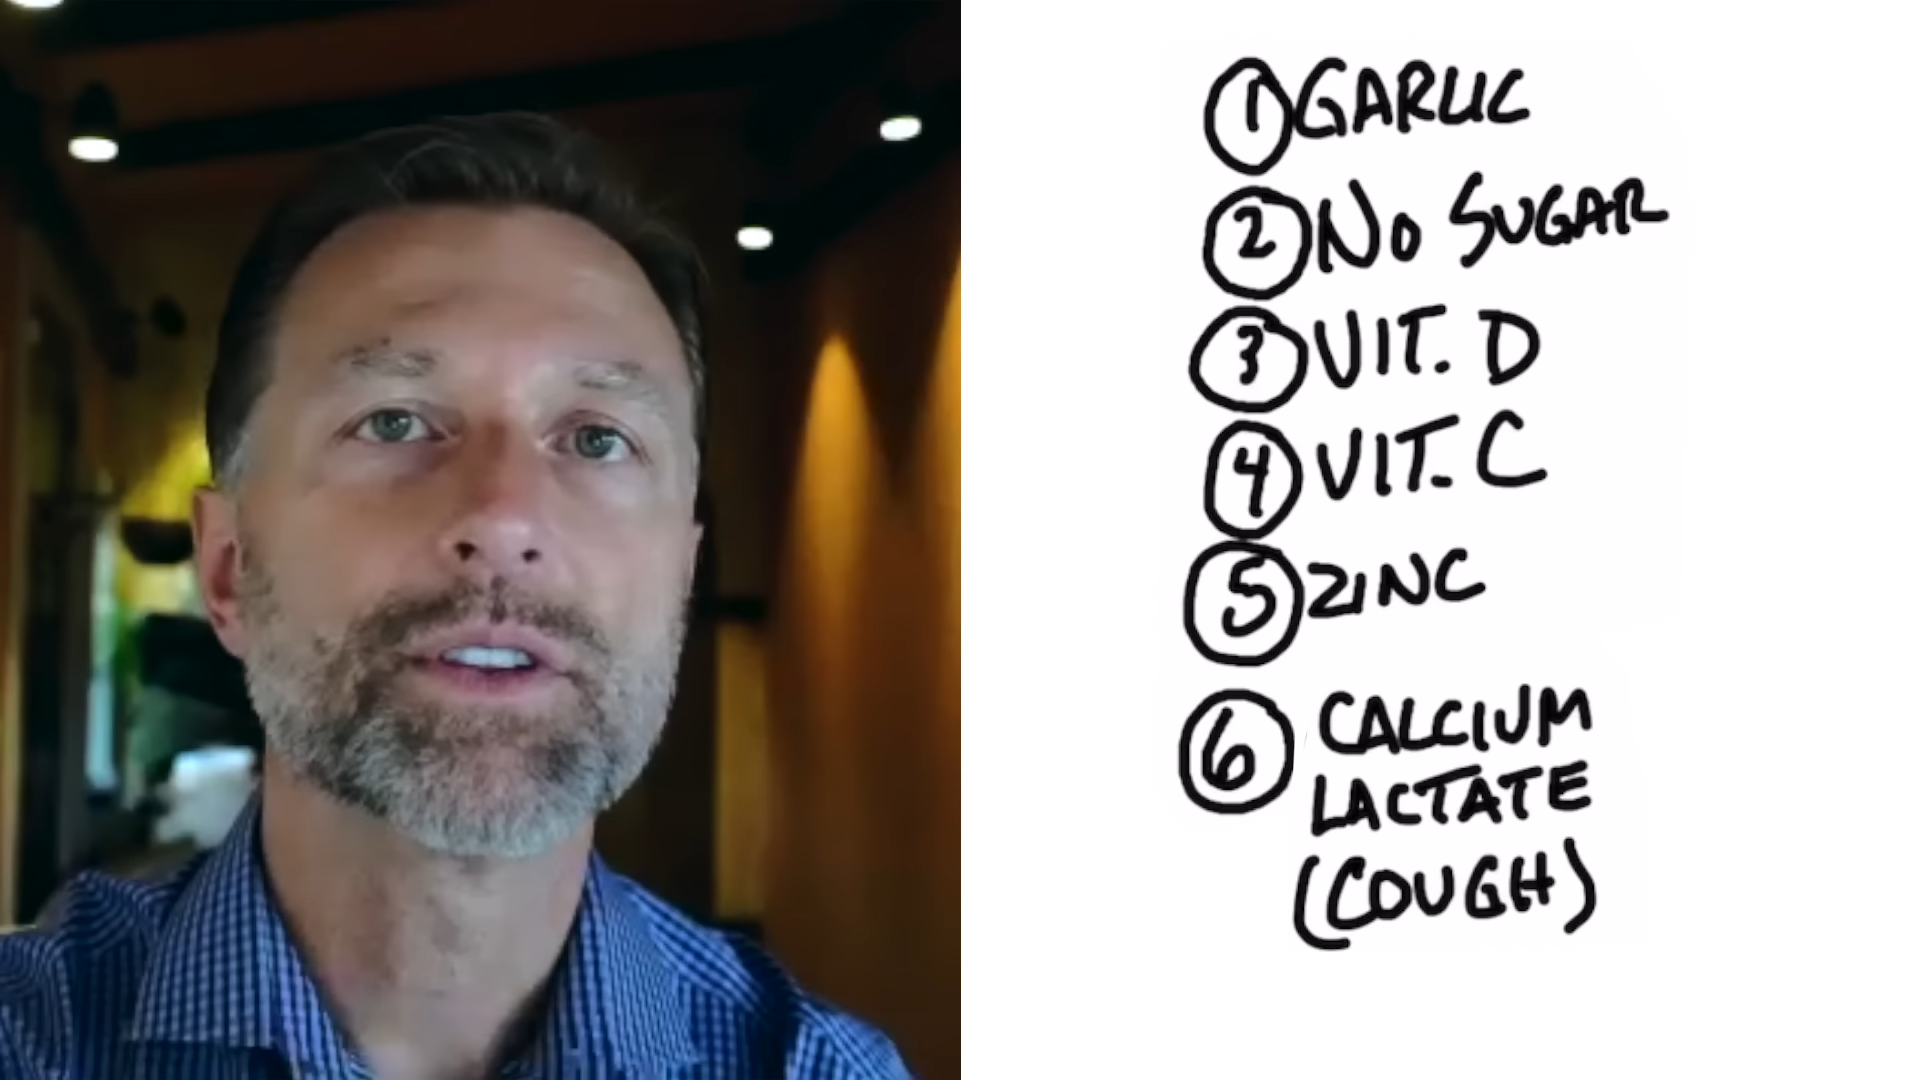 1 GARLIC
2 NO SUGAR
3 VIT. D
4 VIT. C
5 ZINC
6 CALCIUM
LACTATE
(COUGH)